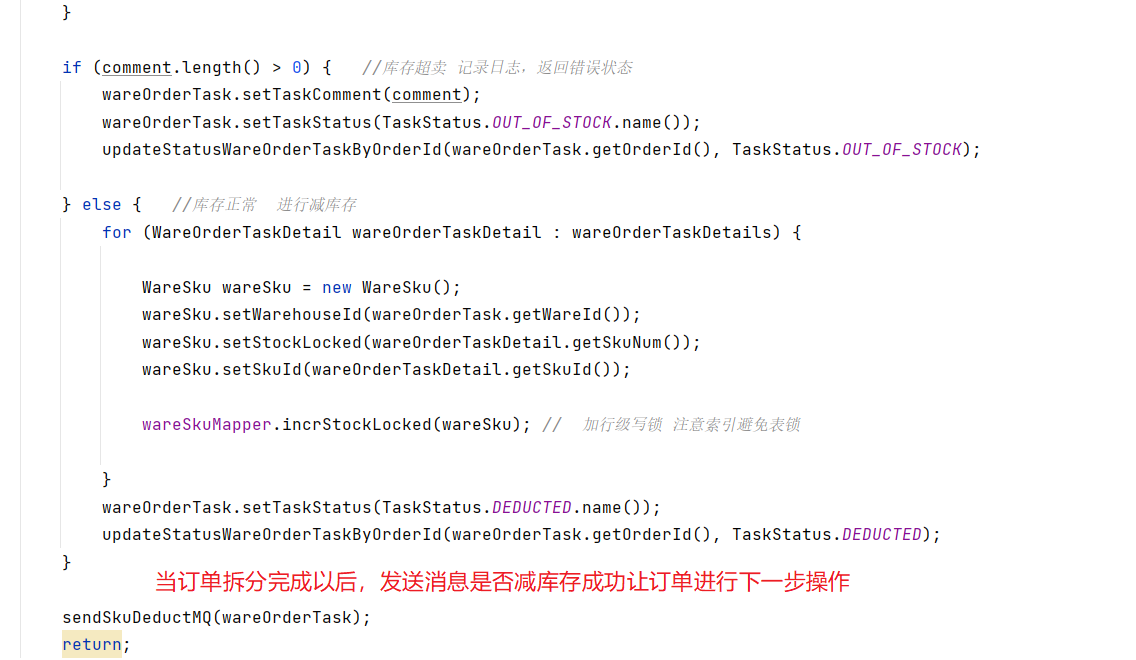 }
if (comment.length() > 0) {   //库存超卖 记录日志，返回错误状态
wareOrderTask.setTaskComment(comment);
wareOrderTask.setTaskStatus(TaskStatus.OUT_OF_STOCK.name());
updateStatusWareOrderTaskByOrderId(wareOrderTask.getOrderId(), TaskStatus.OUT_OF_STOCK);
} else {   //库存正常  进行减库存
for (WareOrderTaskDetail wareOrderTaskDetail : wareOrderTaskDetails) {
WareSku wareSku = new WareSku();
wareSku.setWarehouseId(wareOrderTask.getWareId());
wareSku.setStockLocked(wareOrderTaskDetail.getSkuNum());
wareSku.setSkuId(wareOrderTaskDetail.getSkuId());
wareSkuMapper.incrStockLocked(wareSku); //  加行级写锁 注意索引避免表锁
}
wareOrderTask.setTaskStatus(TaskStatus.DEDUCTED.name());
updateStatusWareOrderTaskByOrderId(wareOrderTask.getOrderId(), TaskStatus.DEDUCTED);
}
当订单拆分完成以后，发送消息是否减库存成功让订单进行下一步操作
sendSkuDeductMQ(wareOrderTask);
return;